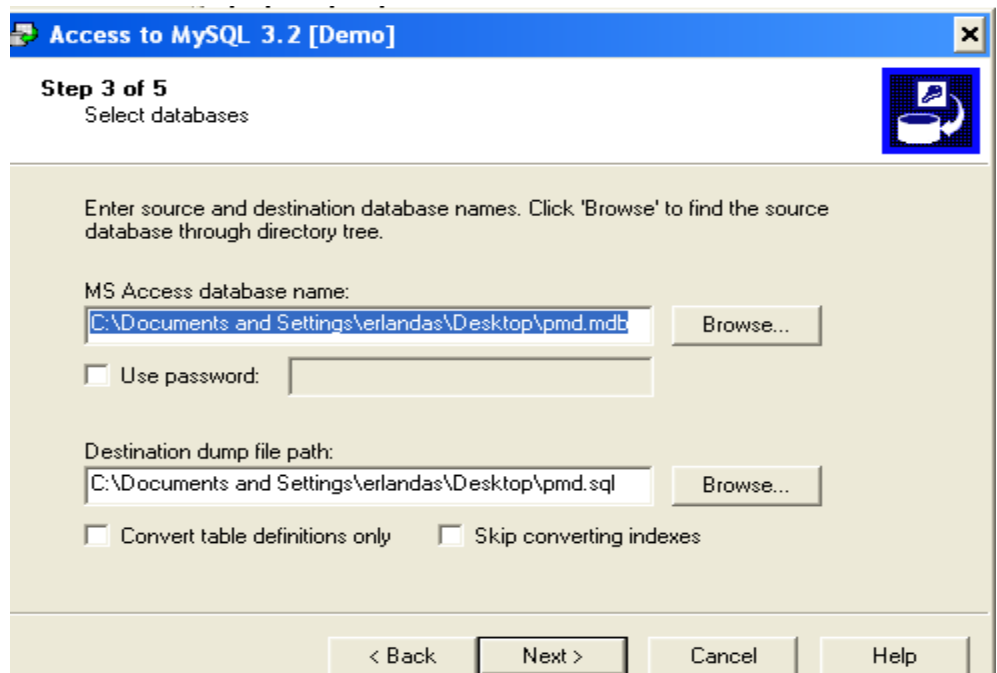 Access to MySQL 3.2 [Demo]
Step 3 of 5
Select databases
Enter source and destination database names. Click 'Browse' to find the source
database through directory tree.
MS Access database name:
C:\Documents and Settings\erlandas\Desktop\pmd.mdb
Browse...
Use password:
Destination dump file path:
C:\Documents and Settings\erlandas\Desktop\pmd.sql
Browse...
Convert table definitions only
Skip converting indexes
< Back
Next >
Cancel
Help